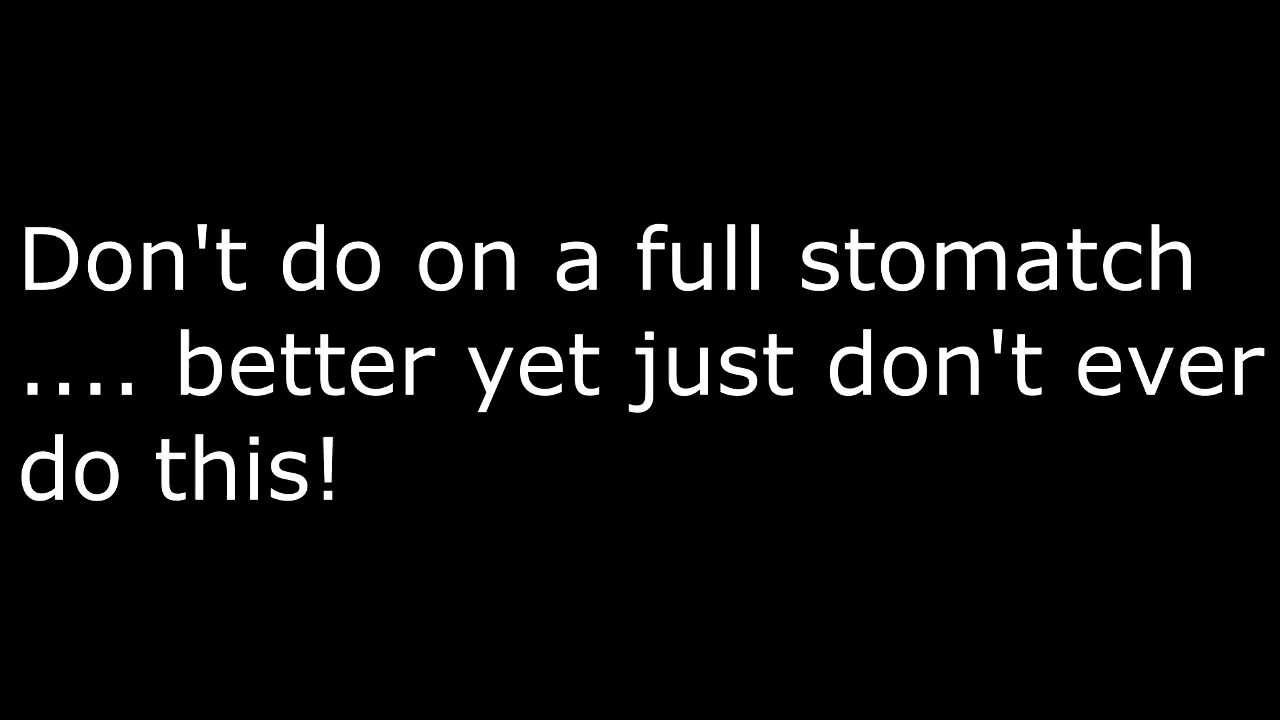 Don't do on a full stomatch
.... better yet just don't ever
do this!